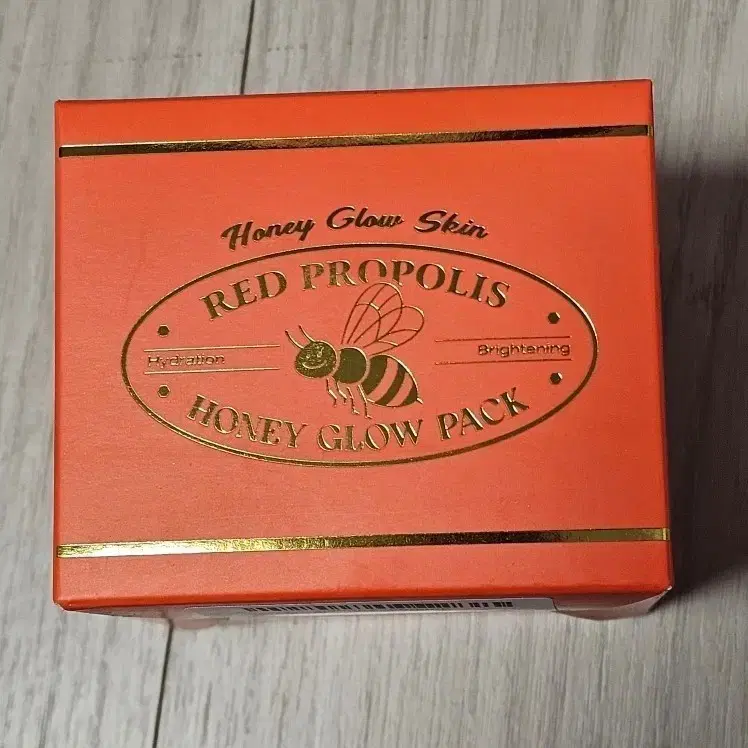 Honey Glow Skin
RED PROPOLIS
Hydration
Brightening
HONEY GLOW PACK